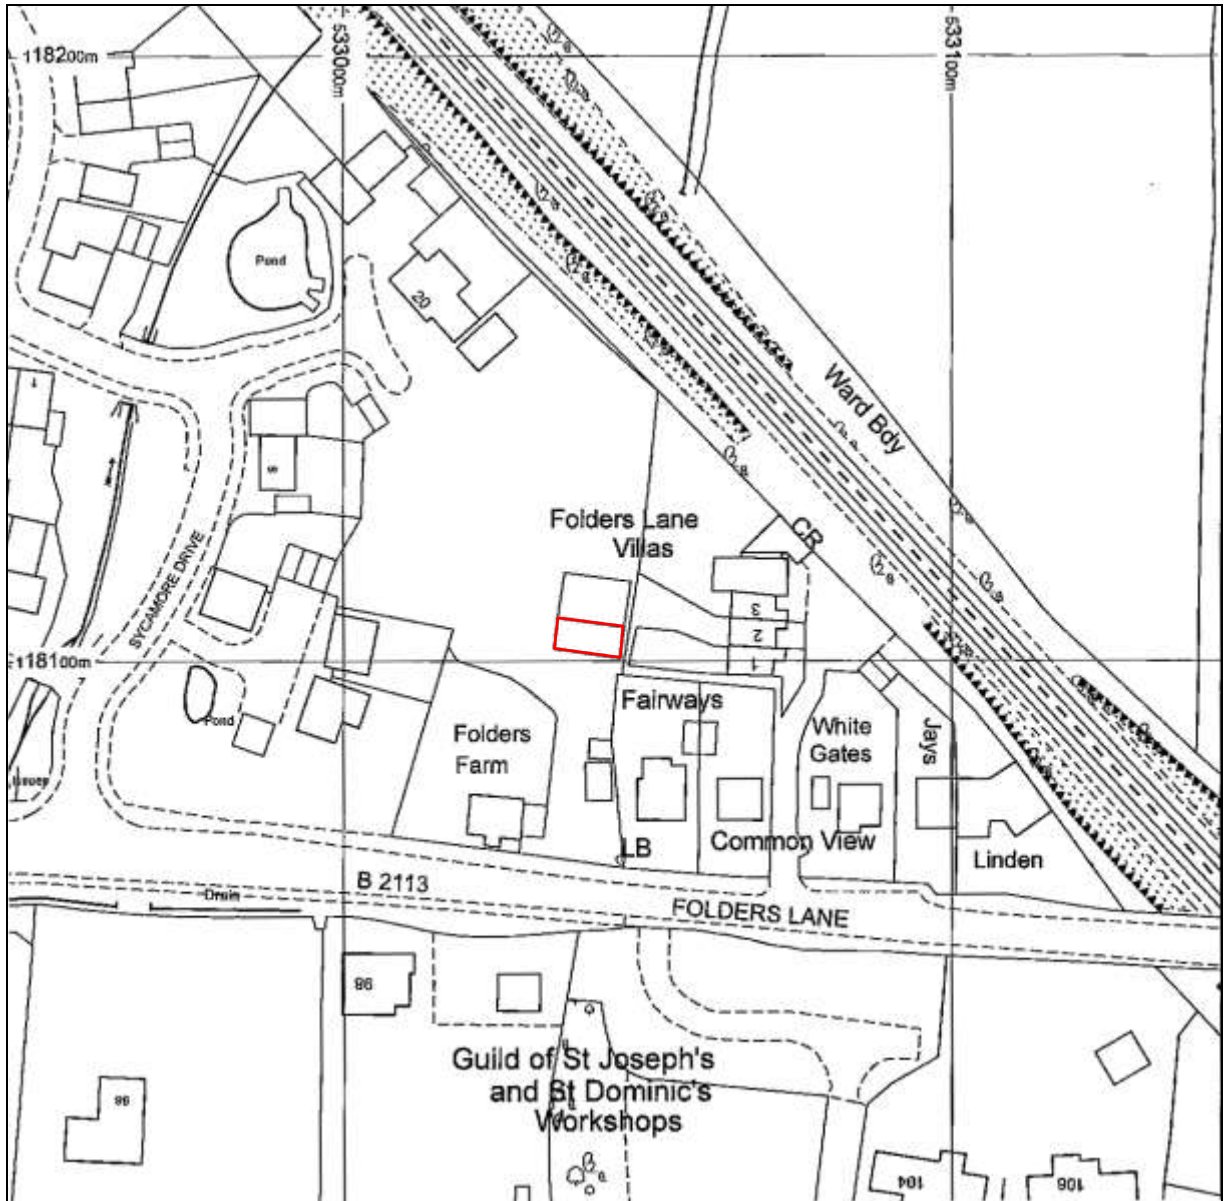 118200m
533000m
533100m
Pond
20
Ward Bdy
Folders Lane
Villas
CR
3
2
1
SYCAMORE DRIVE
118100m
Fairways
Pond
Folders
Farm
White
Gates
Jays
LB
Common View
Linden
B 2113
Drain
FOLDERS LANE
98
Guild of St Joseph's
and St Dominic's
Workshops
104
106